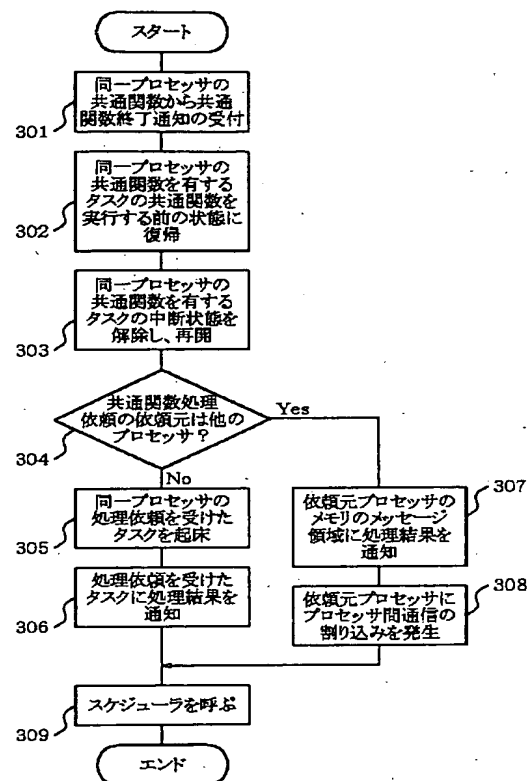 スタート
同一プロセッサの
共通関数から共通
関数終了通知の受付
301
同一プロセッサの
共通関数を有する
タスクの共通関数を
実行する前の状態に
復帰
302
同一プロセッサの
共通関数を有する
タスクの中断状態を
解除し、再開
303
共通関数処理
依頼の依頼元は他の
プロセッサ?
304
Yes
No
同一プロセッサの
処理依頼を受けた
タスクを起床
305
処理依頼を受けた
タスクに処理結果を
通知
306
依頼元プロセッサの
メモリのメッセージ
領域に処理結果を
通知
307
依頼元プロセッサに
プロセッサ間通信の
割り込みを発生
308
スケジューラを呼ぶ
309
エンド